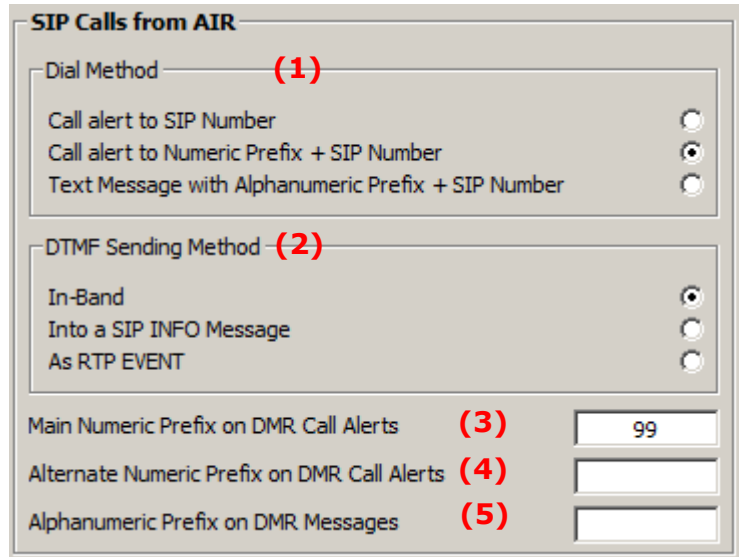 SIP Calls from AIR
Dial Method (1)
Call alert to SIP Number
Call alert to Numeric Prefix + SIP Number
Text Message with Alphanumeric Prefix + SIP Number
DTMF Sending Method (2)
In-Band
Into a SIP INFO Message
As RTP EVENT
Main Numeric Prefix on DMR Call Alerts (3) 99
Alternate Numeric Prefix on DMR Call Alerts (4)
Alphanumeric Prefix on DMR Messages (5)